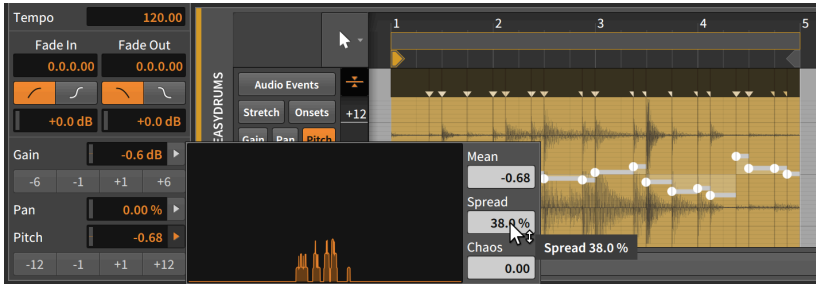 Tempo 120.00
Fade In Fade Out
0.0.0.00 0.0.0.00
+0.0 dB +0.0 dB
Gain -0.6 dB
-6 -1 +1 +6
Pan 0.00 %
Pitch -0.68
-12 -1 +1 +12
EASYDRUMS
Audio Events
Stretch Onsets
Gain Pan Pitch
+12
1 2 3 4 5
Mean
-0.68
Spread
38.0 %
Chaos
0.00
Spread 38.0 %